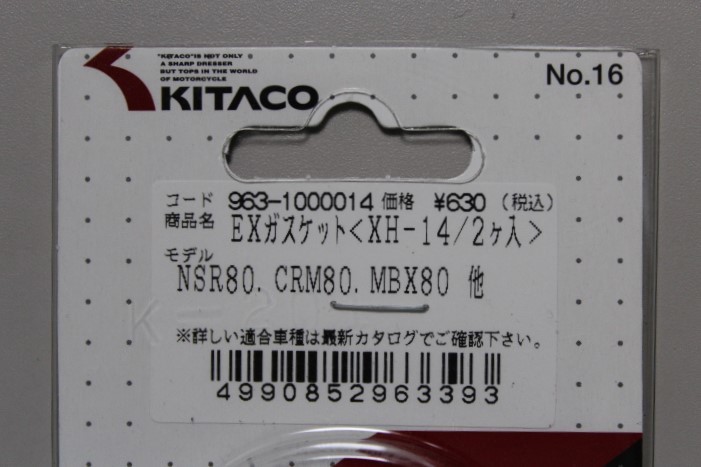 "KITACO"IS NOT ONLY
A SHARP DRESSER
BUT TOPS IN THE WORLD
OF MOTORCYCLE
KITACO
No.16
コード 963-1000014 価格 ¥630 (税込)
商品名 EXガスケット<XH-14/2ヶ入>
モデル
NSR80. CRM80. MBX80 他
※詳しい適合車種は最新カタログでご確認下さい。
4990852963393